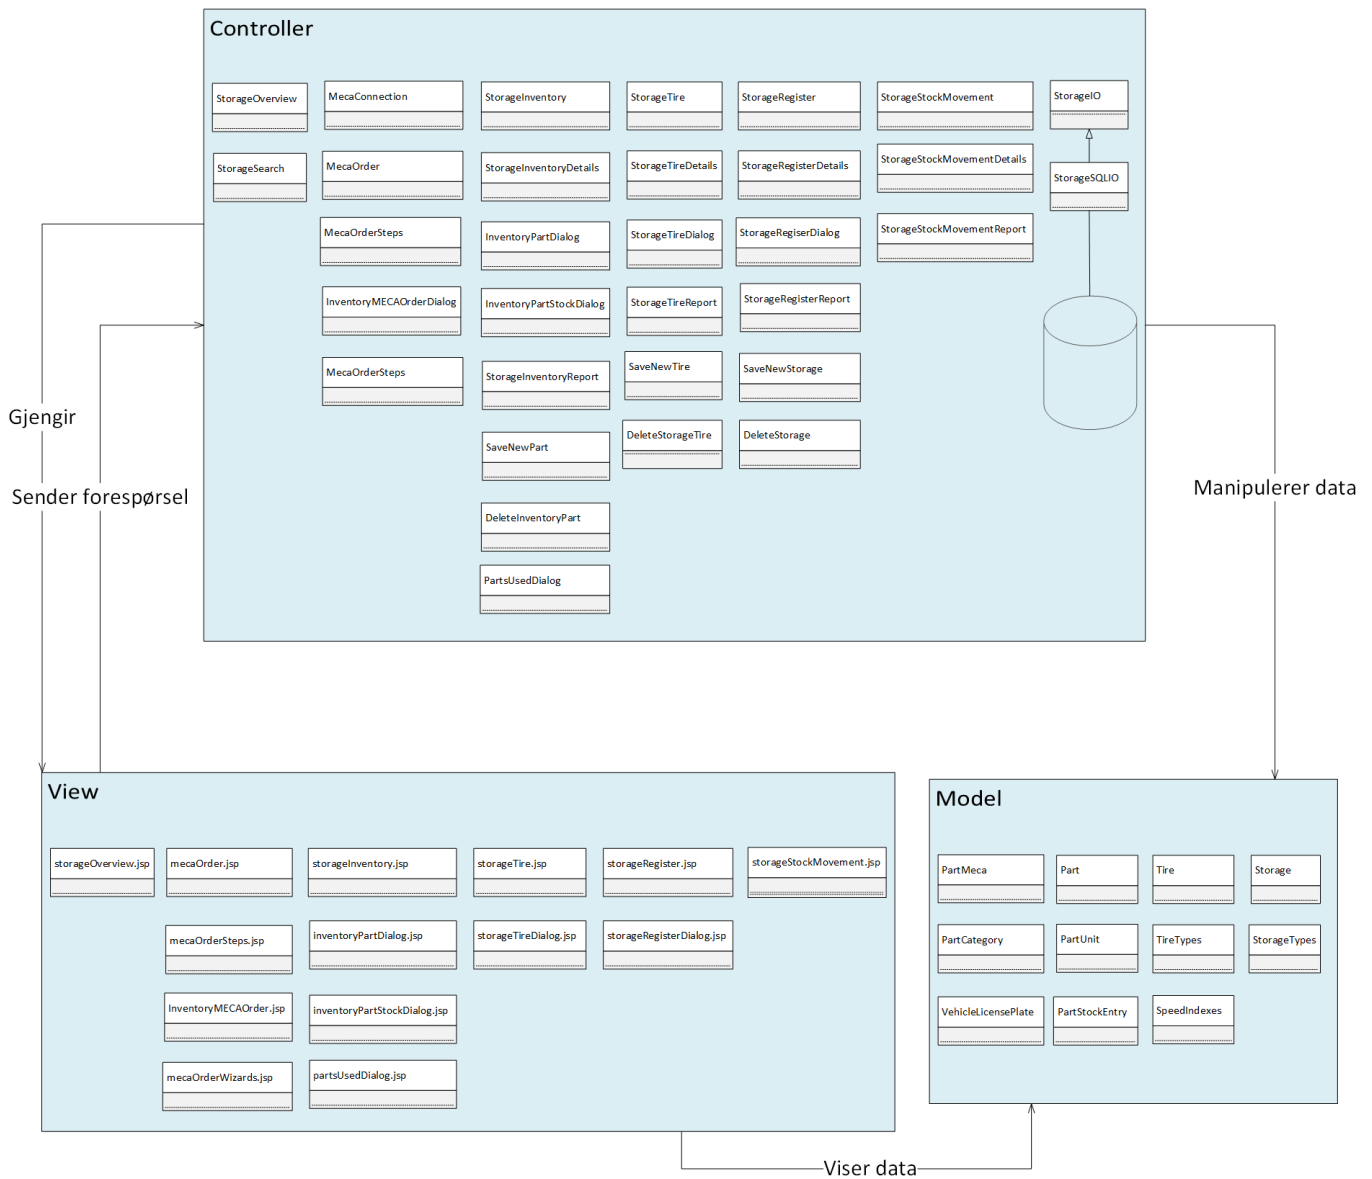 Controller
StorageOverview
StorageSearch
MecaConnection
MecaOrder
MecaOrderSteps
InventoryMECAOrderDialog
MecaOrderSteps
StorageInventory
StorageInventoryDetails
InventoryPartDialog
InventoryPartStockDialog
StorageInventoryReport
SaveNewPart
DeleteInventoryPart
PartsUsedDialog
StorageTire
StorageTireDetails
StorageTireDialog
StorageTireReport
SaveNewTire
DeleteStorageTire
StorageRegister
StorageRegisterDetails
StorageRegiserDialog
StorageRegisterReport
SaveNewStorage
DeleteStorage
StorageStockMovement
StorageStockMovementDetails
StorageStockMovementReport
StorageIO
StorageSQLIO
Gjengir
Sender forespørsel
Manipulerer data
View
storageOverview.jsp
mecaOrder.jsp
mecaOrderSteps.jsp
InventoryMECAOrder.jsp
mecaOrderWizards.jsp
storageInventory.jsp
inventoryPartDialog.jsp
inventoryPartStockDialog.jsp
partsUsedDialog.jsp
storageTire.jsp
storageTireDialog.jsp
storageRegister.jsp
storageRegisterDialog.jsp
storageStockMovement.jsp
Model
PartMeca
PartCategory
VehicleLicensePlate
Part
PartUnit
PartStockEntry
Tire
TireTypes
SpeedIndexes
Storage
StorageTypes
Viser data